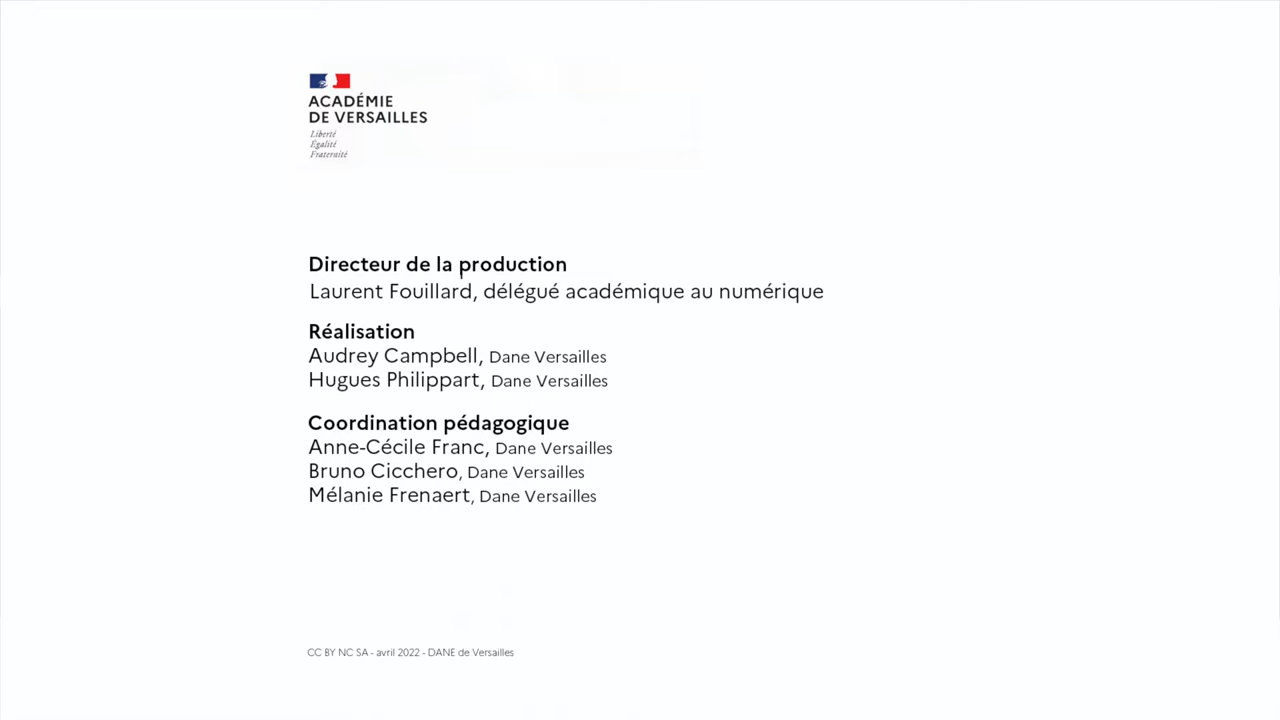 ACADÉMIE
DE VERSAILLES
Liberté
Égalité
Fraternité
Directeur de la production
Laurent Fouillard, délégué académique au numérique
Réalisation
Audrey Campbell, Dane Versailles
Hugues Philippart, Dane Versailles
Coordination pédagogique
Anne-Cécile Franc, Dane Versailles
Bruno Cicchero, Dane Versailles
Mélanie Frenaert, Dane Versailles
CC BY NC SA - avril 2022 - DANE de Versailles